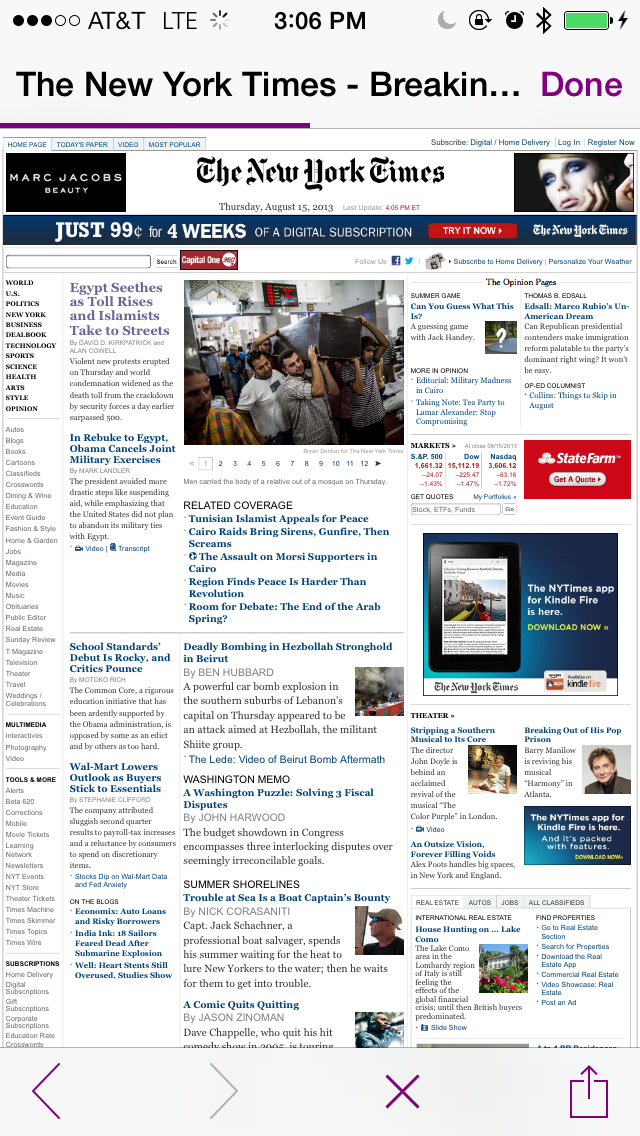 AT&T LTE 3:06 PM
The New York Times - Breakin... Done
HOME PAGE TODAY'S PAPER VIDEO MOST POPULAR
Subscribe: Digital / Home Delivery Log In Register Now
MARC JACOBS
BEAUTY
The New York Times
Thursday, August 15, 2013 Last Update: 4:05 PM ET
JUST 99¢ for 4 WEEKS OF A DIGITAL SUBSCRIPTION TRY IT NOW The New York Times
Search Capital One 360
Follow Us Subscribe to Home Delivery Personalize Your Weather
WORLD
U.S.
POLITICS
NEW YORK
BUSINESS
DEALBOOK
TECHNOLOGY
SPORTS
SCIENCE
HEALTH
ARTS
STYLE
OPINION
Autos
Blogs
Books
Cartoons
Classifieds
Crosswords
Dining & Wine
Education
Event Guide
Fashion & Style
Home & Garden
Jobs
Magazine
Media
Movies
Music
Obituaries
Public Editor
Real Estate
Sunday Review
T Magazine
Television
Theater
Travel
Weddings /
Celebrations
MULTIMEDIA
Interactives
Photography
Video
TOOLS & MORE
Alerts
Beta 620
Corrections
Mobile
Movie Tickets
Learning
Network
Newsletters
NYT Events
NYT Store
Theater Tickets
Times Machine
Times Skimmer
Times Topics
Times Wire
SUBSCRIPTIONS
Home Delivery
Digital
Subscriptions
Gift
Subscriptions
Corporate
Subscriptions
Education Rate
Crosswords
Egypt Seethes
as Toll Rises
and Islamists
Take to Streets
By DAVID D. KIRKPATRICK and
ALAN COWELL
Violent new protests erupted
on Thursday and world
condemnation widened as the
death toll from the crackdown
by security forces a day earlier
surpassed 500.
In Rebuke to Egypt,
Obama Cancels Joint
Military Exercises
By MARK LANDLER
The president avoided more
drastic steps like suspending
aid, while emphasizing that
the United States did not plan
to abandon its military ties
with Egypt.
Video | Transcript
School Standards'
Debut Is Rocky, and
Critics Pounce
By MOTOKO RICH
The Common Core, a rigorous
education initiative that has
been ardently supported by
the Obama administration, is
opposed by some as an edict
and by others as too hard.
Wal-Mart Lowers
Outlook as Buyers
Stick to Essentials
By STEPHANIE CLIFFORD
The company attributed
sluggish second quarter
results to payroll-tax increases
and a reluctance by consumers
to spend on discretionary
items.
Stocks Dip on Wal-Mart Data
and Fed Anxiety
ON THE BLOGS
Economix: Auto Loans
and Risky Borrowers
India Ink: 18 Sailors
Feared Dead After
Submarine Explosion
Well: Heart Stents Still
Overused, Studies Show
Bryan Denton for The New York Times
1 2 3 4 5 6 7 8 9 10 11 12
Men carried the body of a relative out of a mosque on Thursday.
RELATED COVERAGE
Tunisian Islamist Appeals for Peace
Cairo Raids Bring Sirens, Gunfire, Then
Screams
The Assault on Morsi Supporters in
Cairo
Region Finds Peace Is Harder Than
Revolution
Room for Debate: The End of the Arab
Spring?
Deadly Bombing in Hezbollah Stronghold
in Beirut
By BEN HUBBARD
A powerful car bomb explosion in
the southern suburbs of Lebanon's
capital on Thursday appeared to be
an attack aimed at Hezbollah, the militant
Shiite group.
The Lede: Video of Beirut Bomb Aftermath
WASHINGTON MEMO
A Washington Puzzle: Solving 3 Fiscal
Disputes
By JOHN HARWOOD
The budget showdown in Congress
encompasses three interlocking disputes over
seemingly irreconcilable goals.
SUMMER SHORELINES
Trouble at Sea Is a Boat Captain's Bounty
By NICK CORASANITI
Capt. Jack Schachner, a
professional boat salvager, spends
his summer waiting for the heat to
lure New Yorkers to the water; then he waits
for them to get into trouble.
A Comic Quits Quitting
By JASON ZINOMAN
Dave Chappelle, who quit his hit
comedy show in 2005, is touring
The Opinion Pages
SUMMER GAME
Can You Guess What This
Is?
A guessing game
with Jack Handey.
MORE IN OPINION
Editorial: Military Madness
in Cairo
Taking Note: Tea Party to
Lamar Alexander: Stop
Compromising
THOMAS B. EDSALL
Edsall: Marco Rubio's Un-
American Dream
Can Republican presidential
contenders make immigration
reform palatable to the party's
dominant right wing? It won't
be easy.
OP-ED COLUMNIST
Collins: Things to Skip in
August
MARKETS » At close 08/15/2013
S.&P. 500 Dow Nasdaq
1,661.32 15,112.19 3,606.12
–24.07 –225.47 –63.16
–1.43% –1.47% –1.72%
GET QUOTES My Portfolios »
Stock, ETFs, Funds Go
StateFarm
Get A Quote
The NYTimes app
for Kindle Fire
is here.
DOWNLOAD NOW »
The New York Times
Available on
kindle fire
THEATER »
Stripping a Southern
Musical to Its Core
The director
John Doyle is
behind an
acclaimed
revival of the
musical "The
Color Purple" in London.
Video
An Outsize Vision,
Forever Filling Voids
Alex Poots handles big spaces,
in New York and England.
Breaking Out of His Pop
Prison
Barry Manilow
is reviving his
musical
"Harmony" in
Atlanta.
The NYTimes app for
Kindle Fire is here.
And it's packed
with features.
DOWNLOAD NOW»
REAL ESTATE AUTOS JOBS ALL CLASSIFIEDS
INTERNATIONAL REAL ESTATE
House Hunting on ... Lake
Como
The Lake Como
area in the
Lombardy region
of Italy is still
feeling the
effects of the
global financial
crisis; until then British buyers
predominated.
Slide Show
FIND PROPERTIES
Go to Real Estate
Section
Search for Properties
Download the Real
Estate App
Commercial Real Estate
Video Showcase: Real
Estate
Post an Ad